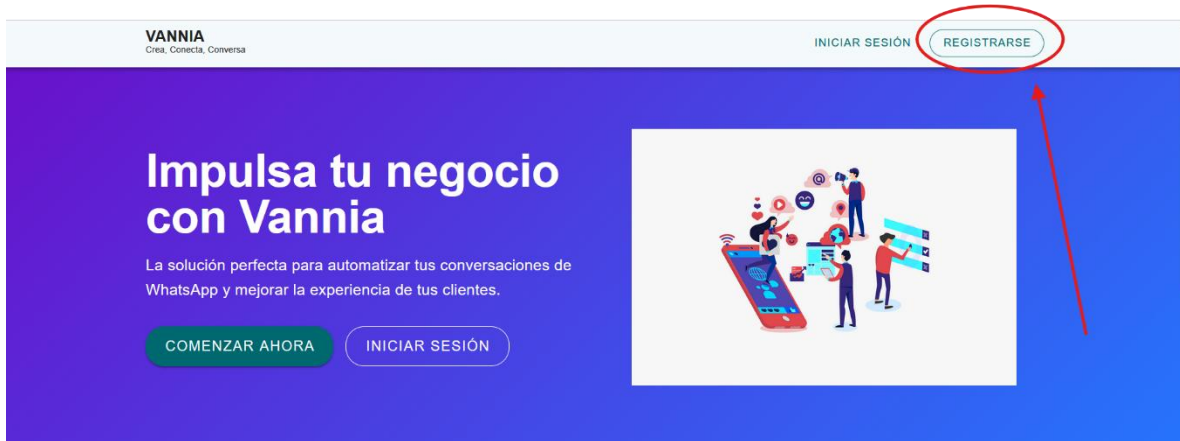 VANNIA
Crea, Conecta, Conversa
INICIAR SESIÓN
REGISTRARSE
Impulsa tu negocio
con Vannia
La solución perfecta para automatizar tus conversaciones de
WhatsApp y mejorar la experiencia de tus clientes.
COMENZAR AHORA
INICIAR SESIÓN